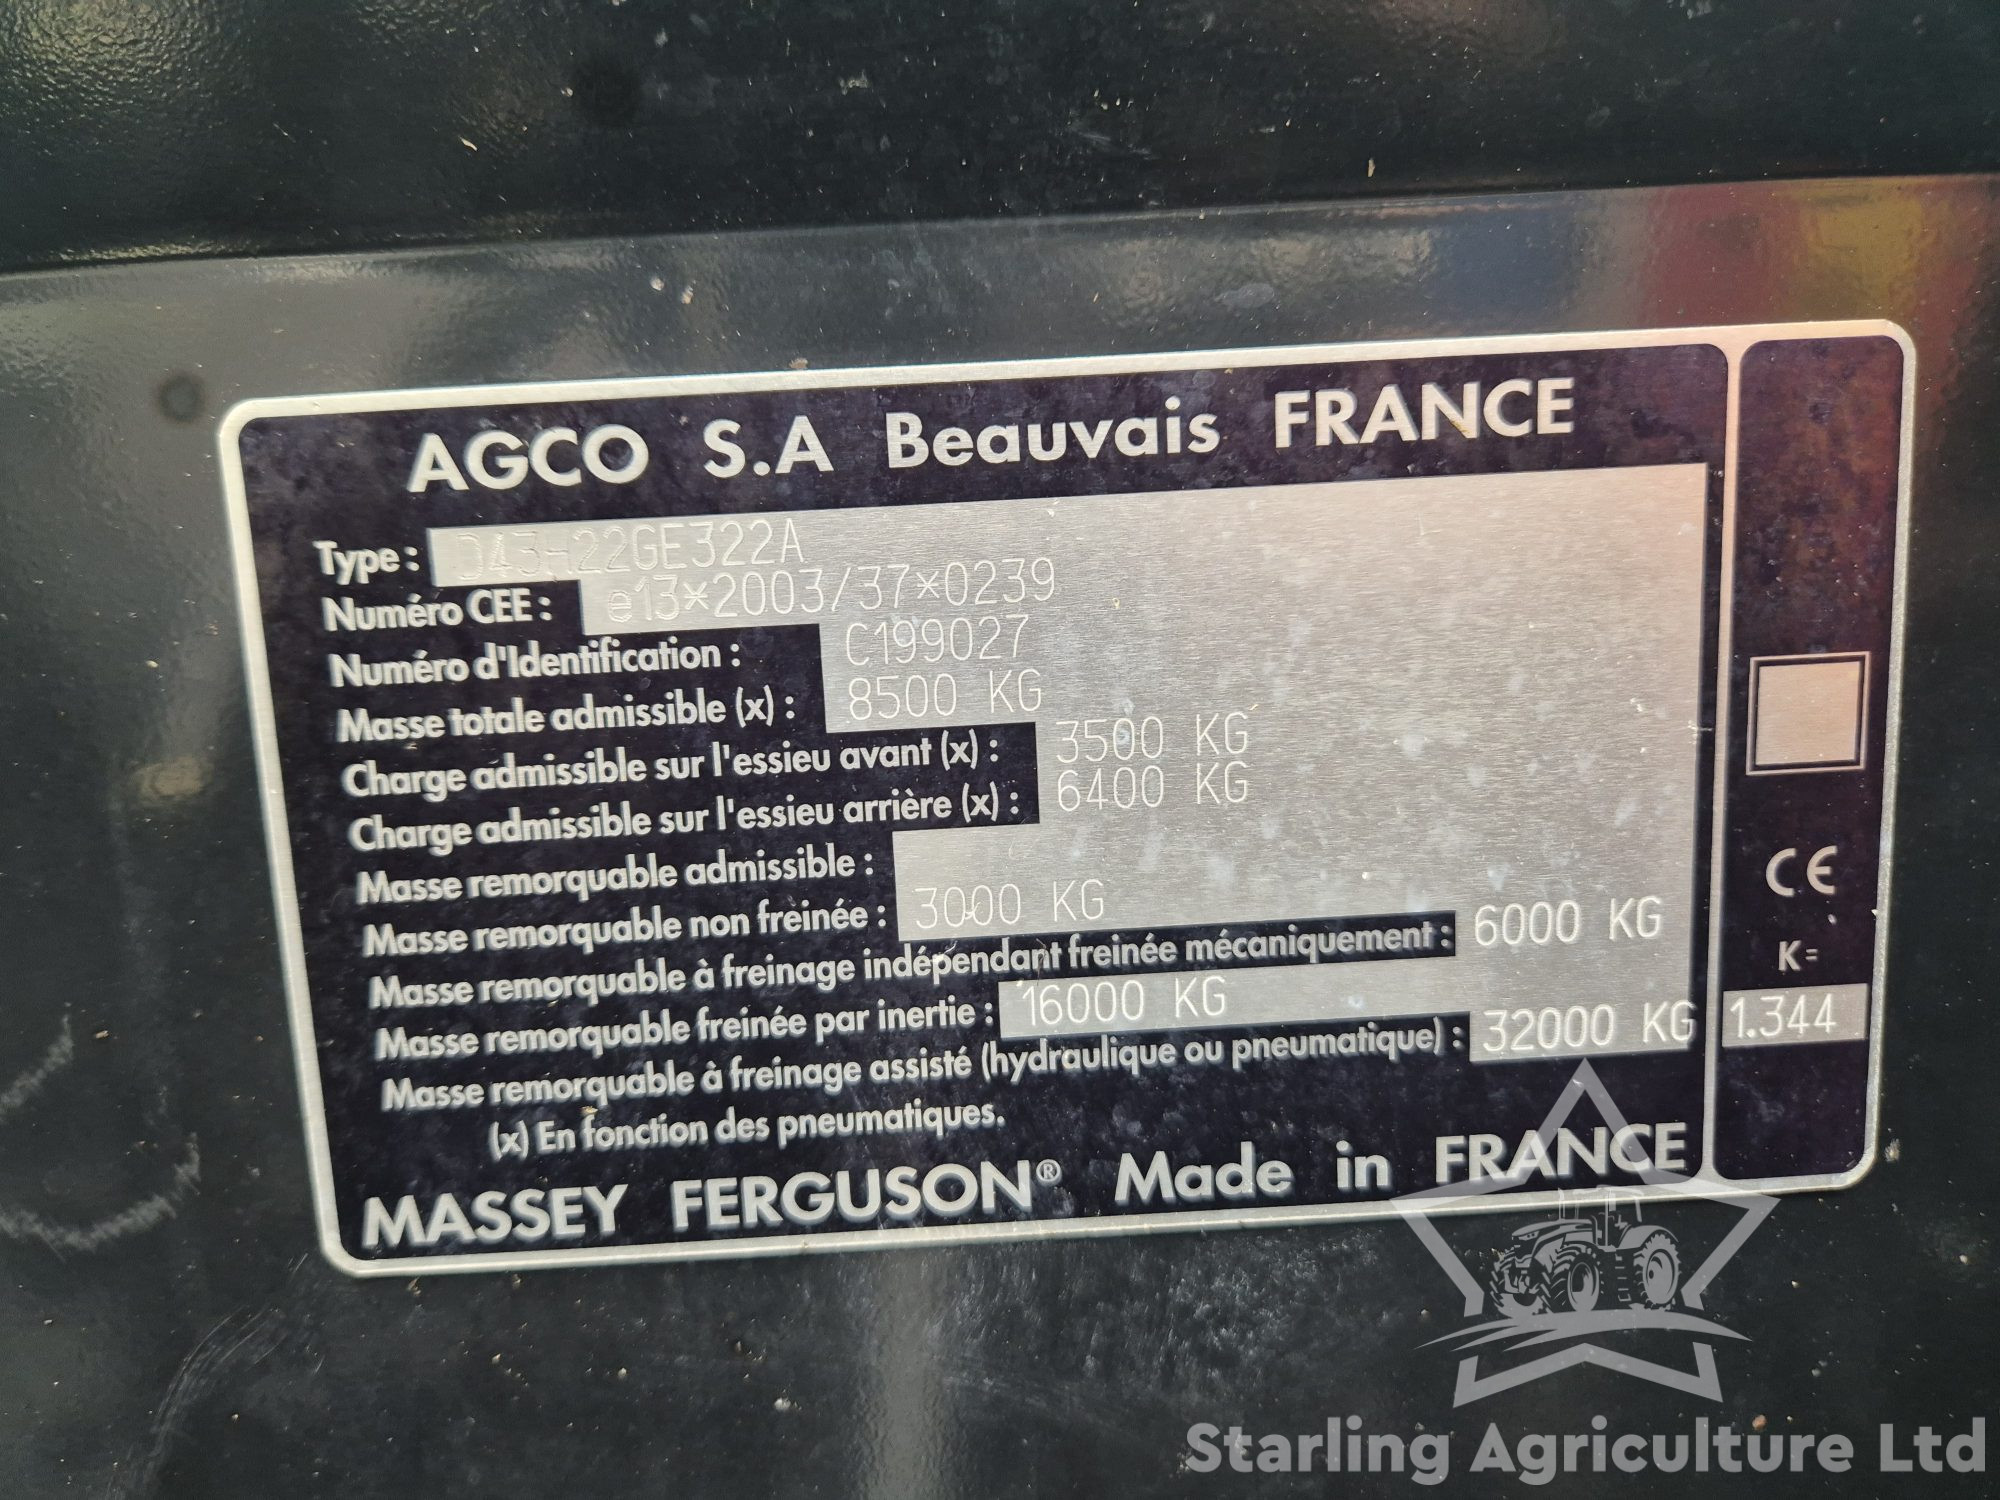 AGCO S.A Beauvais FRANCE
Type : D43H22GE322A
Numéro CEE : e13*2003/37*0239
Numéro d'Identification : C199027
Masse totale admissible (x) : 8500 KG
Charge admissible sur l'essieu avant (x) : 3500 KG
Charge admissible sur l'essieu arrière (x) : 6400 KG
Masse remorquable admissible :
Masse remorquable non freinée : 3000 KG
Masse remorquable à freinage indépendant freinée mécaniquement : 6000 KG
Masse remorquable freinée par inertie : 16000 KG
Masse remorquable à freinage assisté (hydraulique ou pneumatique) : 32000 KG
(x) En fonction des pneumatiques.
MASSEY FERGUSON® Made in FRANCE
CE
K=
1.344
Starling Agriculture Ltd